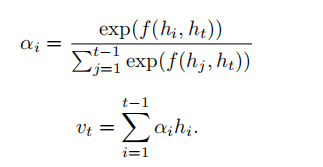 α_i = exp(f(h_i, h_t)) / ∑_{j=1}^{t−1} exp(f(h_j, h_t))
v_t = ∑_{i=1}^{t−1} α_i h_i.